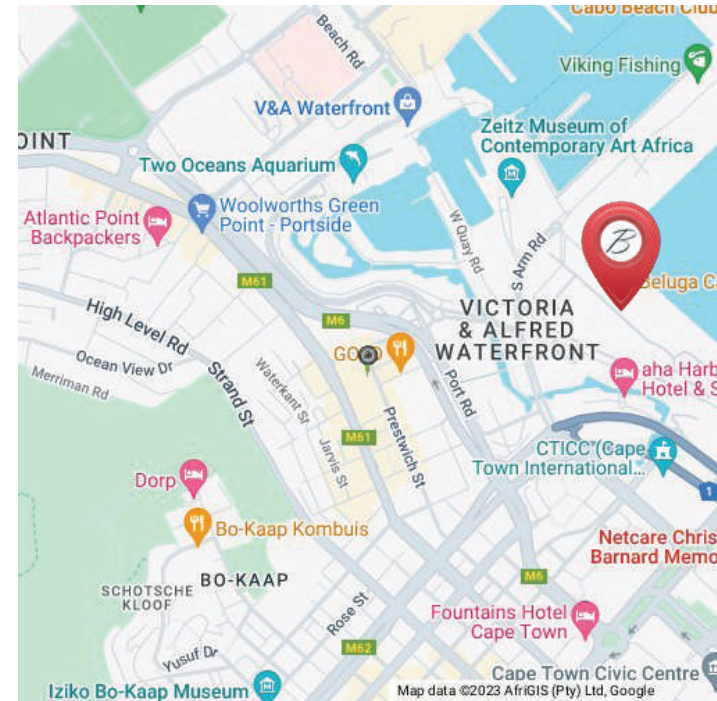 Cabo Beach Club
Beach Rd
Viking Fishing
V&A Waterfront
Zeitz Museum of
Contemporary Art Africa
OINT
Two Oceans Aquarium
Woolworths Green
Point - Portside
Atlantic Point
Backpackers
W Quay Rd
S Arm Rd
B
Beluga Ca
M61
High Level Rd
M6
VICTORIA
& ALFRED
WATERFRONT
Ocean View Dr
Merriman Rd
Strand St
Waterkant St
GO
D
Port Rd
aha Harb
Hotel & S
Prestwich St
M61
Jarvis St
CTICC (Cape
Town International...
1
Dorp
Bo-Kaap Kombuis
Netcare Chris
Barnard Memo
BO-KAAP
M6
SCHOTSCHE
KLOOF
Rose St
Fountains Hotel
Cape Town
Yusuf Dr
M62
Cape Town Civic Centre
Iziko Bo-Kaap Museum
Map data ©2023 AfriGIS (Pty) Ltd, Google